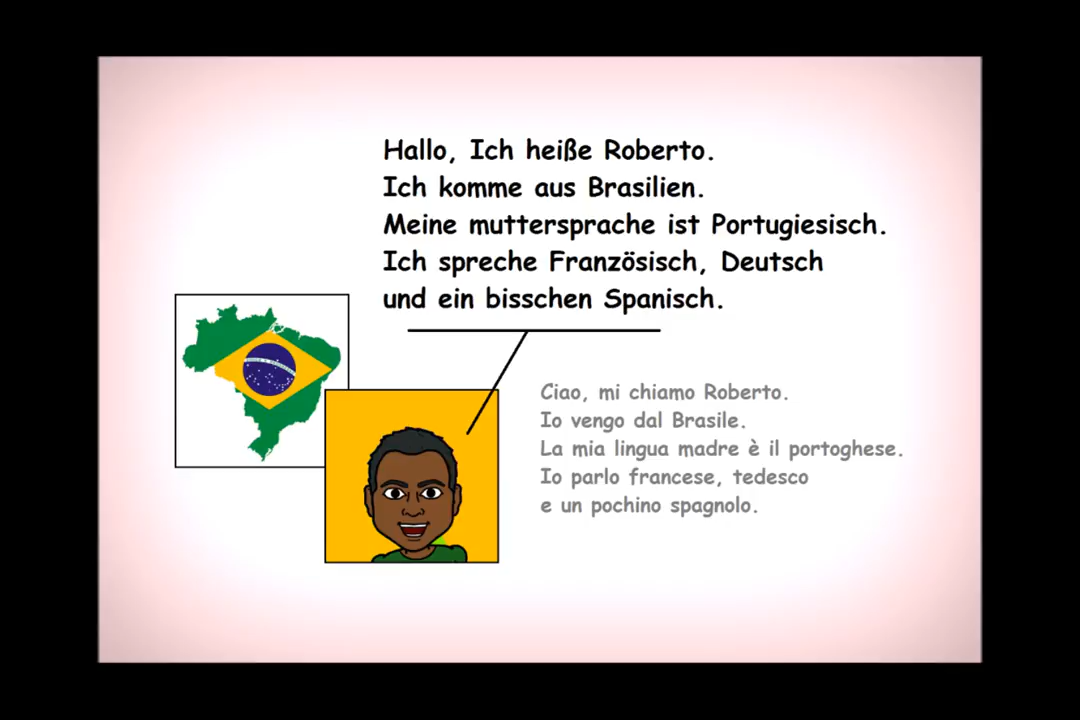 Hallo, Ich heiße Roberto.
Ich komme aus Brasilien.
Meine muttersprache ist Portugiesisch.
Ich spreche Französisch, Deutsch
und ein bisschen Spanisch.
Ciao, mi chiamo Roberto.
Io vengo dal Brasile.
La mia lingua madre è il portoghese.
Io parlo francese, tedesco
e un pochino spagnolo.